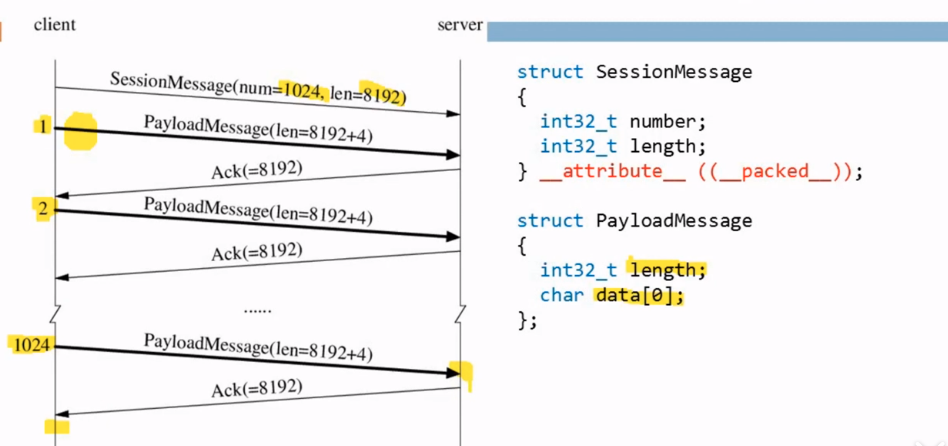 client
server
SessionMessage(num=1024, len=8192)
1
PayloadMessage(len=8192+4)
Ack(=8192)
2
PayloadMessage(len=8192+4)
Ack(=8192)
......
1024
PayloadMessage(len=8192+4)
Ack(=8192)
struct SessionMessage
{
int32_t number;
int32_t length;
} __attribute__ ((__packed__));
struct PayloadMessage
{
int32_t length;
char data[0];
};